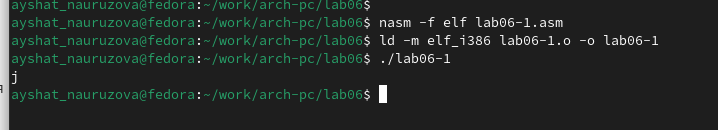 ayshat_nauruzova@fedora:~/work/arch-pc/lab06$
ayshat_nauruzova@fedora:~/work/arch-pc/lab06$ nasm -f elf lab06-1.asm
ayshat_nauruzova@fedora:~/work/arch-pc/lab06$ ld -m elf_i386 lab06-1.o -o lab06-1
ayshat_nauruzova@fedora:~/work/arch-pc/lab06$ ./lab06-1
j
ayshat_nauruzova@fedora:~/work/arch-pc/lab06$